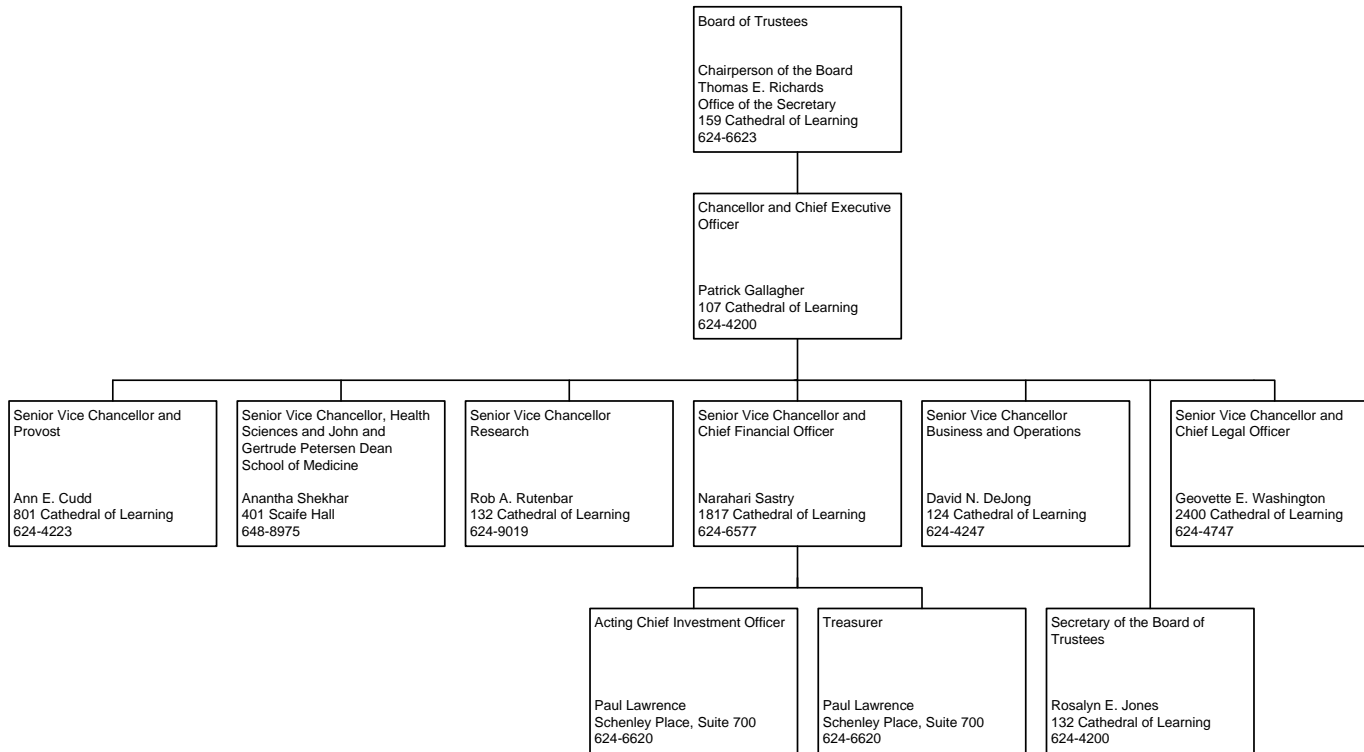 Board of Trustees
Chairperson of the Board
Thomas E. Richards
Office of the Secretary
159 Cathedral of Learning
624-6623
Chancellor and Chief Executive
Officer
Patrick Gallagher
107 Cathedral of Learning
624-4200
Senior Vice Chancellor and
Provost
Ann E. Cudd
801 Cathedral of Learning
624-4223
Senior Vice Chancellor, Health
Sciences and John and
Gertrude Petersen Dean
School of Medicine
Anantha Shekhar
401 Scaife Hall
648-8975
Senior Vice Chancellor
Research
Rob A. Rutenbar
132 Cathedral of Learning
624-9019
Senior Vice Chancellor and
Chief Financial Officer
Narahari Sastry
1817 Cathedral of Learning
624-6577
Senior Vice Chancellor
Business and Operations
David N. DeJong
124 Cathedral of Learning
624-4247
Senior Vice Chancellor and
Chief Legal Officer
Geovette E. Washington
2400 Cathedral of Learning
624-4747
Acting Chief Investment Officer
Paul Lawrence
Schenley Place, Suite 700
624-6620
Treasurer
Paul Lawrence
Schenley Place, Suite 700
624-6620
Secretary of the Board of
Trustees
Rosalyn E. Jones
132 Cathedral of Learning
624-4200